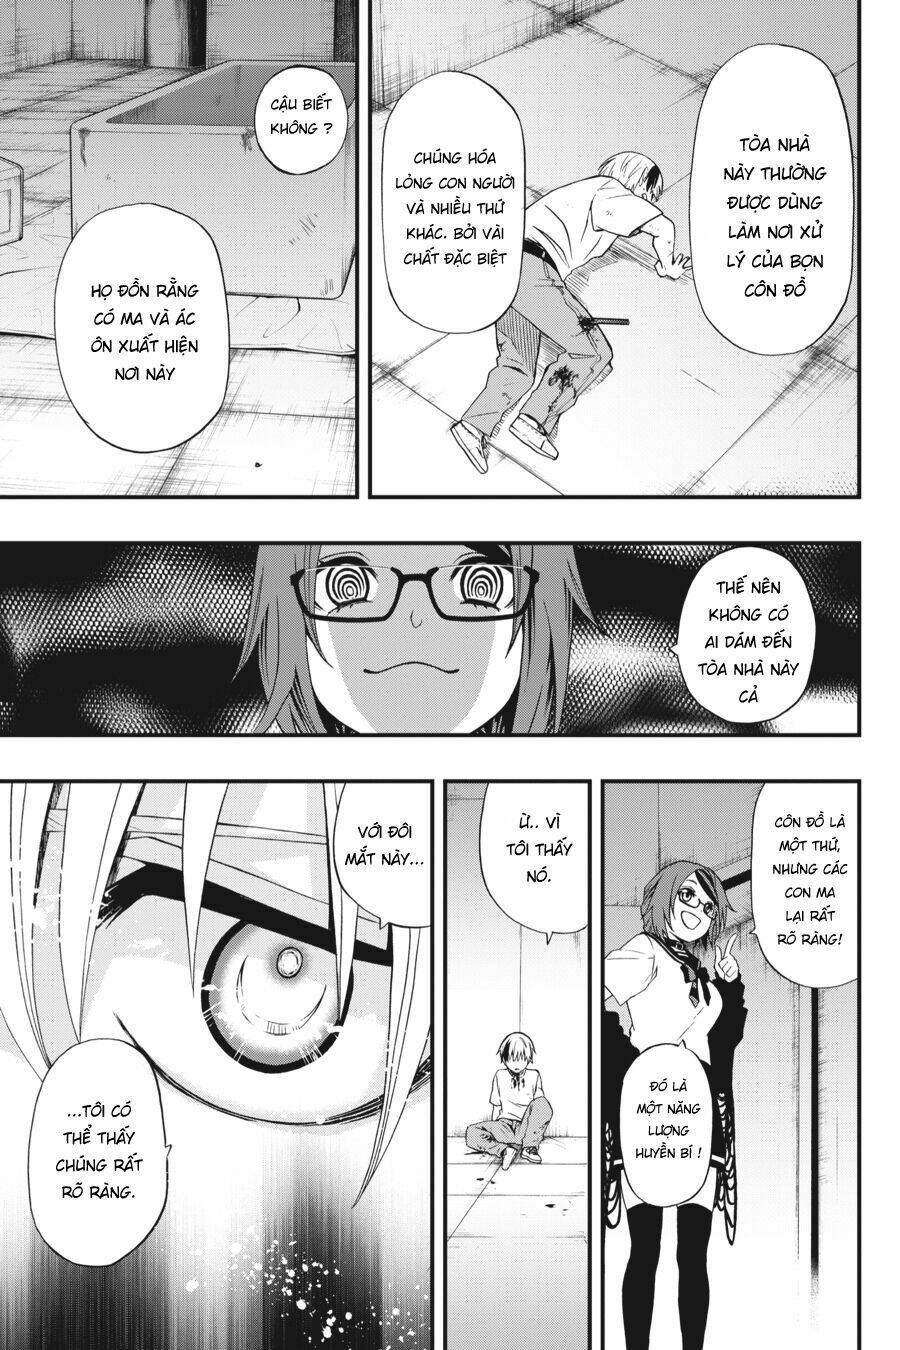 TÒA NHÀ
NÀY THƯỜNG
ĐƯỢC DÙNG
LÀM NƠI XỬ
LÝ CỦA BỌN
CÔN ĐỒ
CHÚNG HÓA
LỎNG CON NGƯỜI
VÀ NHIỀU THỨ
KHÁC. BỞI VÀI
CHẤT ĐẶC BIỆT
CẬU BIẾT
KHÔNG ?
HỌ ĐỒN RẰNG
CÓ MA VÀ ÁC
ÔN XUẤT HIỆN
NƠI NÀY
THẾ NÊN
KHÔNG CÓ
AI DÁM ĐẾN
TÒA NHÀ NÀY
CẢ
CÔN ĐỒ LÀ
MỘT THỨ,
NHƯNG CÁC
CON MA
LẠI RẤT
RÕ RÀNG!
ĐÓ LÀ
MỘT NĂNG
LƯỢNG
HUYỀN BÍ !
Ừ.. VÌ
TÔI THẤY
NÓ.
VỚI ĐÔI
MẮT NÀY...
...TÔI CÓ
THỂ THẤY
CHÚNG RẤT
RÕ RÀNG.